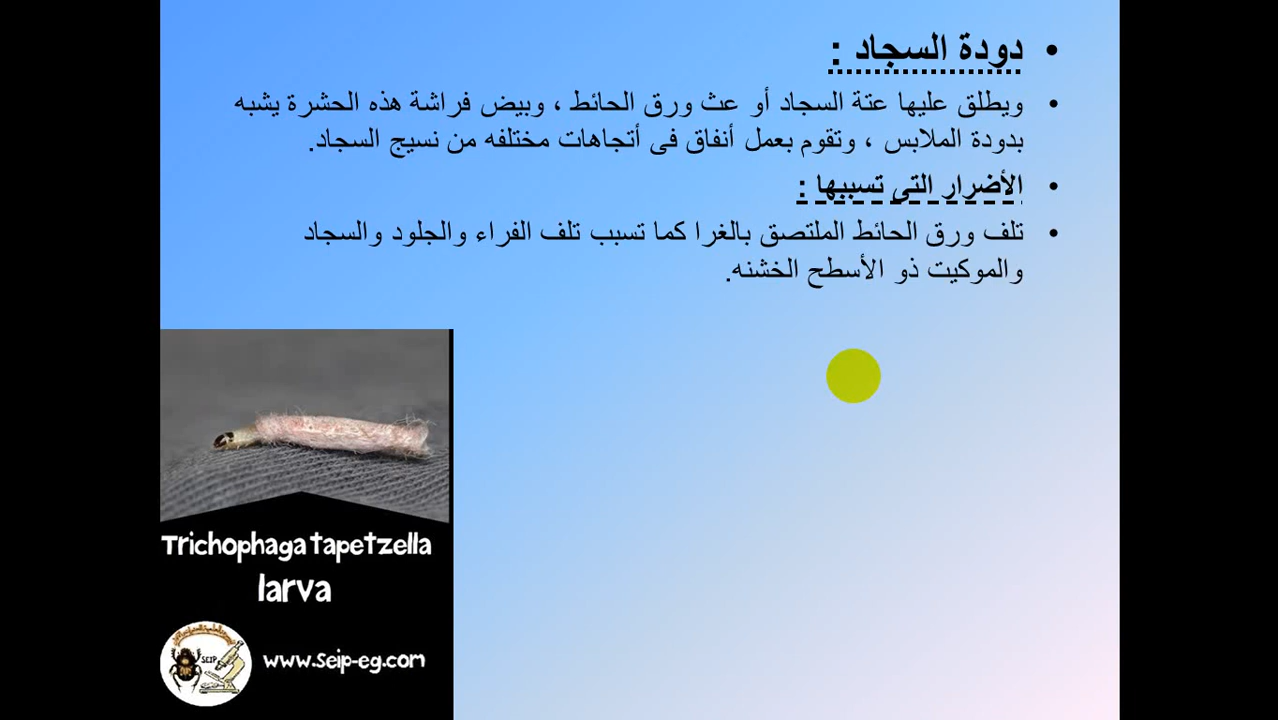 • دودة السجاد :
• ويطلق عليها عتة السجاد أو عث ورق الحائط ، وبيض فراشة هذه الحشرة يشبه
بدودة الملابس ، وتقوم بعمل أنفاق فى أتجاهات مختلفه من نسيج السجاد.
• الأضرار التى تسببها :
• تلف ورق الحائط الملتصق بالغرا كما تسبب تلف الفراء والجلود والسجاد
والموكيت ذو الأسطح الخشنه.
Trichophaga tapetzella
larva
SEIP
www.seip-eg.com